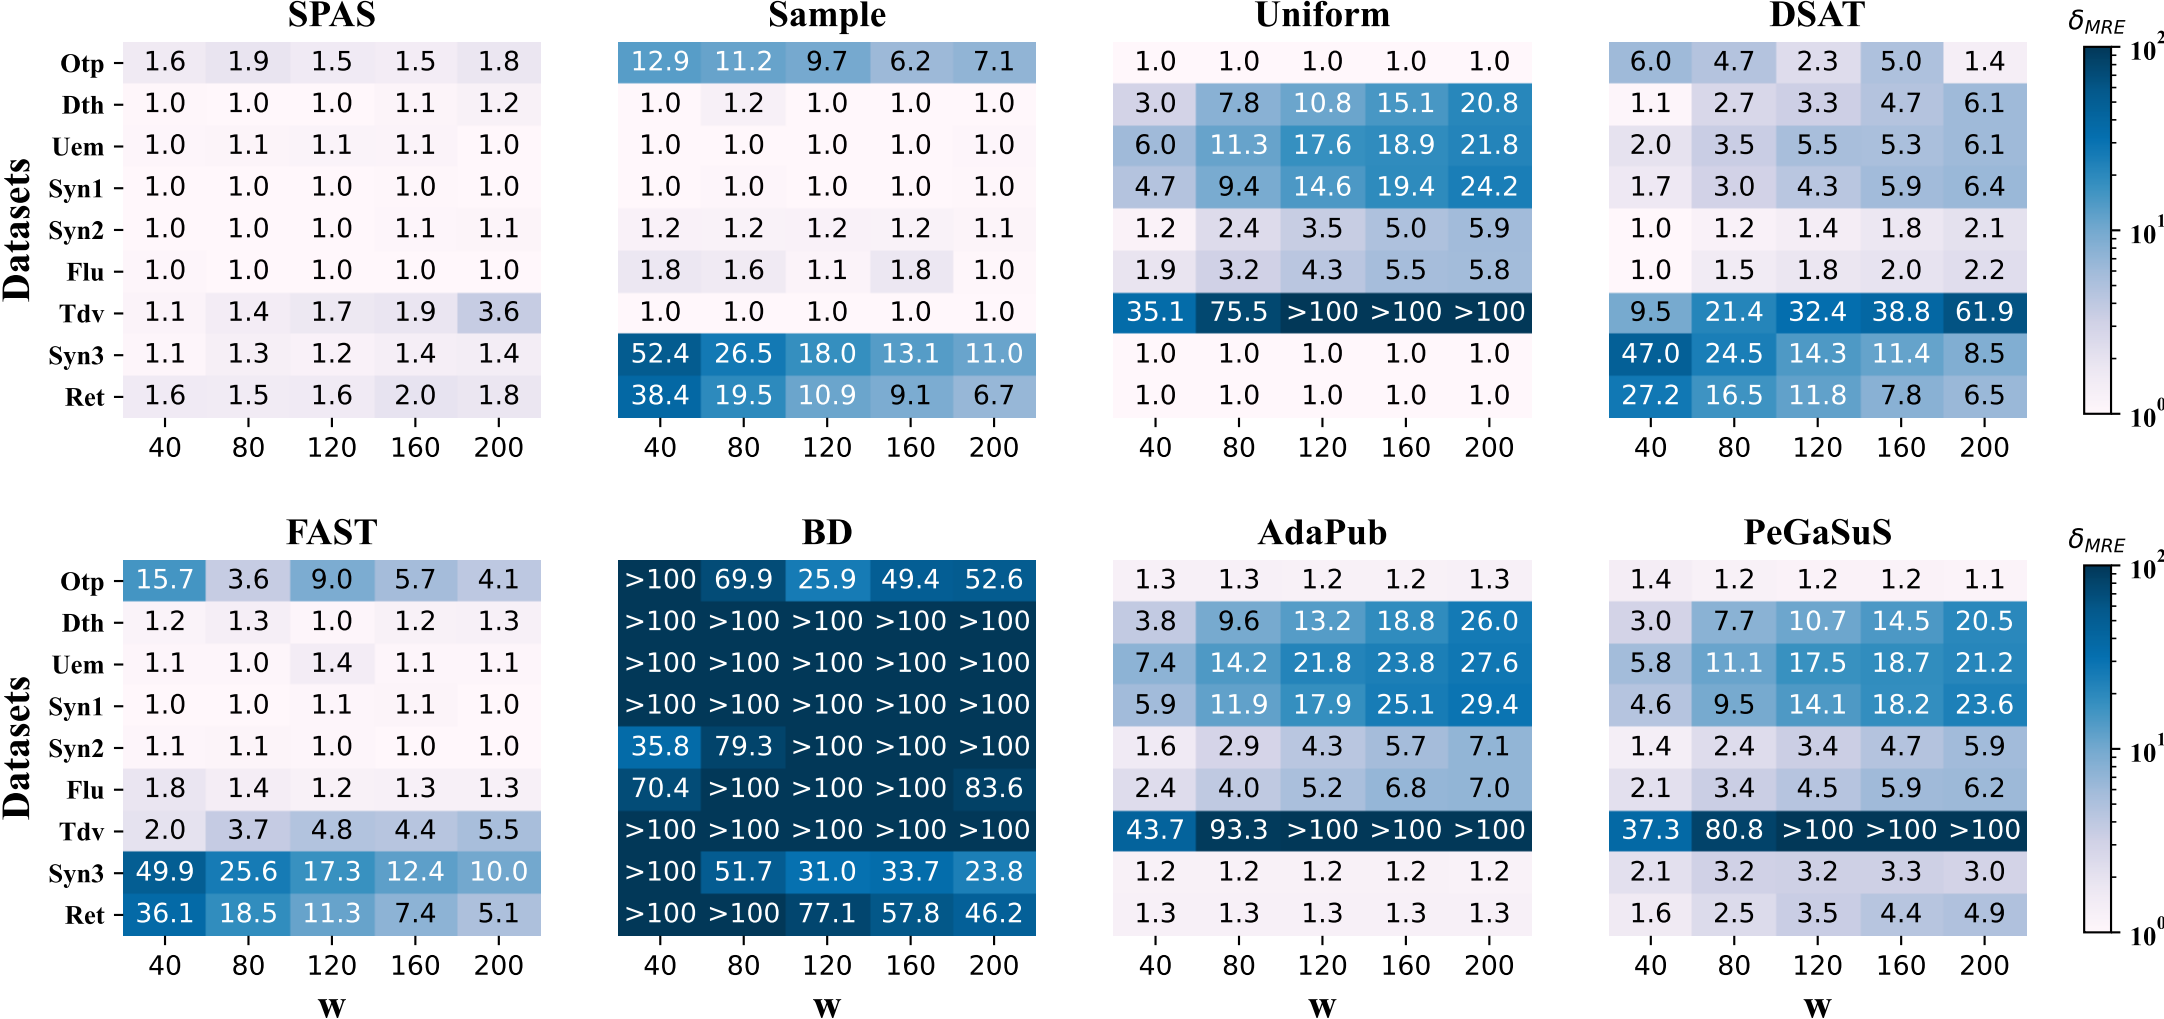 SPAS Sample Uniform DSAT
δMRE
Datasets
Otp 1.6 1.9 1.5 1.5 1.8 12.9 11.2 9.7 6.2 7.1 1.0 1.0 1.0 1.0 1.0 6.0 4.7 2.3 5.0 1.4 10²
Dth 1.0 1.0 1.0 1.1 1.2 1.0 1.2 1.0 1.0 1.0 3.0 7.8 10.8 15.1 20.8 1.1 2.7 3.3 4.7 6.1
Uem 1.0 1.1 1.1 1.1 1.0 1.0 1.0 1.0 1.0 1.0 6.0 11.3 17.6 18.9 21.8 2.0 3.5 5.5 5.3 6.1
Syn1 1.0 1.0 1.0 1.0 1.0 1.0 1.0 1.0 1.0 1.0 4.7 9.4 14.6 19.4 24.2 1.7 3.0 4.3 5.9 6.4
Syn2 1.0 1.0 1.0 1.1 1.1 1.2 1.2 1.2 1.2 1.1 1.2 2.4 3.5 5.0 5.9 1.0 1.2 1.4 1.8 2.1 10¹
Flu 1.0 1.0 1.0 1.0 1.0 1.8 1.6 1.1 1.8 1.0 1.9 3.2 4.3 5.5 5.8 1.0 1.5 1.8 2.0 2.2
Tdv 1.1 1.4 1.7 1.9 3.6 1.0 1.0 1.0 1.0 1.0 35.1 75.5 >100 >100 >100 9.5 21.4 32.4 38.8 61.9
Syn3 1.1 1.3 1.2 1.4 1.4 52.4 26.5 18.0 13.1 11.0 1.0 1.0 1.0 1.0 1.0 47.0 24.5 14.3 11.4 8.5
Ret 1.6 1.5 1.6 2.0 1.8 38.4 19.5 10.9 9.1 6.7 1.0 1.0 1.0 1.0 1.0 27.2 16.5 11.8 7.8 6.5 10⁰
40 80 120 160 200 40 80 120 160 200 40 80 120 160 200 40 80 120 160 200
FAST BD AdaPub PeGaSuS
δMRE
Datasets
Otp 15.7 3.6 9.0 5.7 4.1 >100 69.9 25.9 49.4 52.6 1.3 1.3 1.2 1.2 1.3 1.4 1.2 1.2 1.2 1.1 10²
Dth 1.2 1.3 1.0 1.2 1.3 >100 >100 >100 >100 >100 3.8 9.6 13.2 18.8 26.0 3.0 7.7 10.7 14.5 20.5
Uem 1.1 1.0 1.4 1.1 1.1 >100 >100 >100 >100 >100 7.4 14.2 21.8 23.8 27.6 5.8 11.1 17.5 18.7 21.2
Syn1 1.0 1.0 1.1 1.1 1.0 >100 >100 >100 >100 >100 5.9 11.9 17.9 25.1 29.4 4.6 9.5 14.1 18.2 23.6
Syn2 1.1 1.1 1.0 1.0 1.0 35.8 79.3 >100 >100 >100 1.6 2.9 4.3 5.7 7.1 1.4 2.4 3.4 4.7 5.9 10¹
Flu 1.8 1.4 1.2 1.3 1.3 70.4 >100 >100 >100 83.6 2.4 4.0 5.2 6.8 7.0 2.1 3.4 4.5 5.9 6.2
Tdv 2.0 3.7 4.8 4.4 5.5 >100 >100 >100 >100 >100 43.7 93.3 >100 >100 >100 37.3 80.8 >100 >100 >100
Syn3 49.9 25.6 17.3 12.4 10.0 >100 51.7 31.0 33.7 23.8 1.2 1.2 1.2 1.2 1.2 2.1 3.2 3.2 3.3 3.0
Ret 36.1 18.5 11.3 7.4 5.1 >100 >100 77.1 57.8 46.2 1.3 1.3 1.3 1.3 1.3 1.6 2.5 3.5 4.4 4.9 10⁰
40 80 120 160 200 40 80 120 160 200 40 80 120 160 200 40 80 120 160 200
w w w w